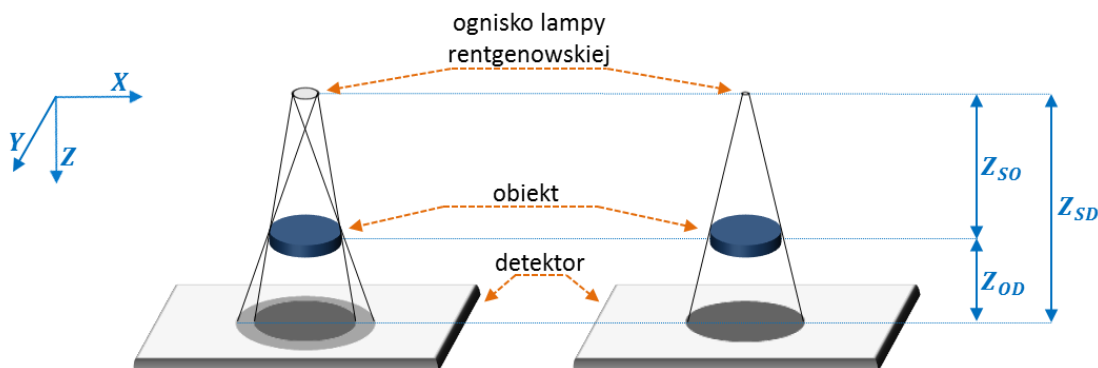 ognisko lampy
rentgenowskiej
X
Y
Z
Z_SO
Z_SD
obiekt
detektor
Z_OD